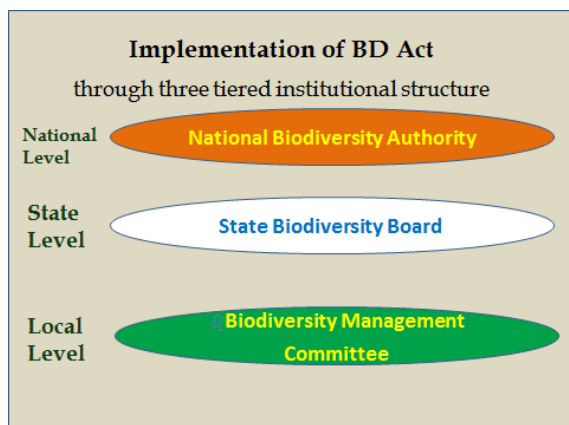 Implementation of BD Act
through three tiered institutional structure
National
Level
National Biodiversity Authority
State
Level
State Biodiversity Board
Local
Level
Biodiversity Management
Committee